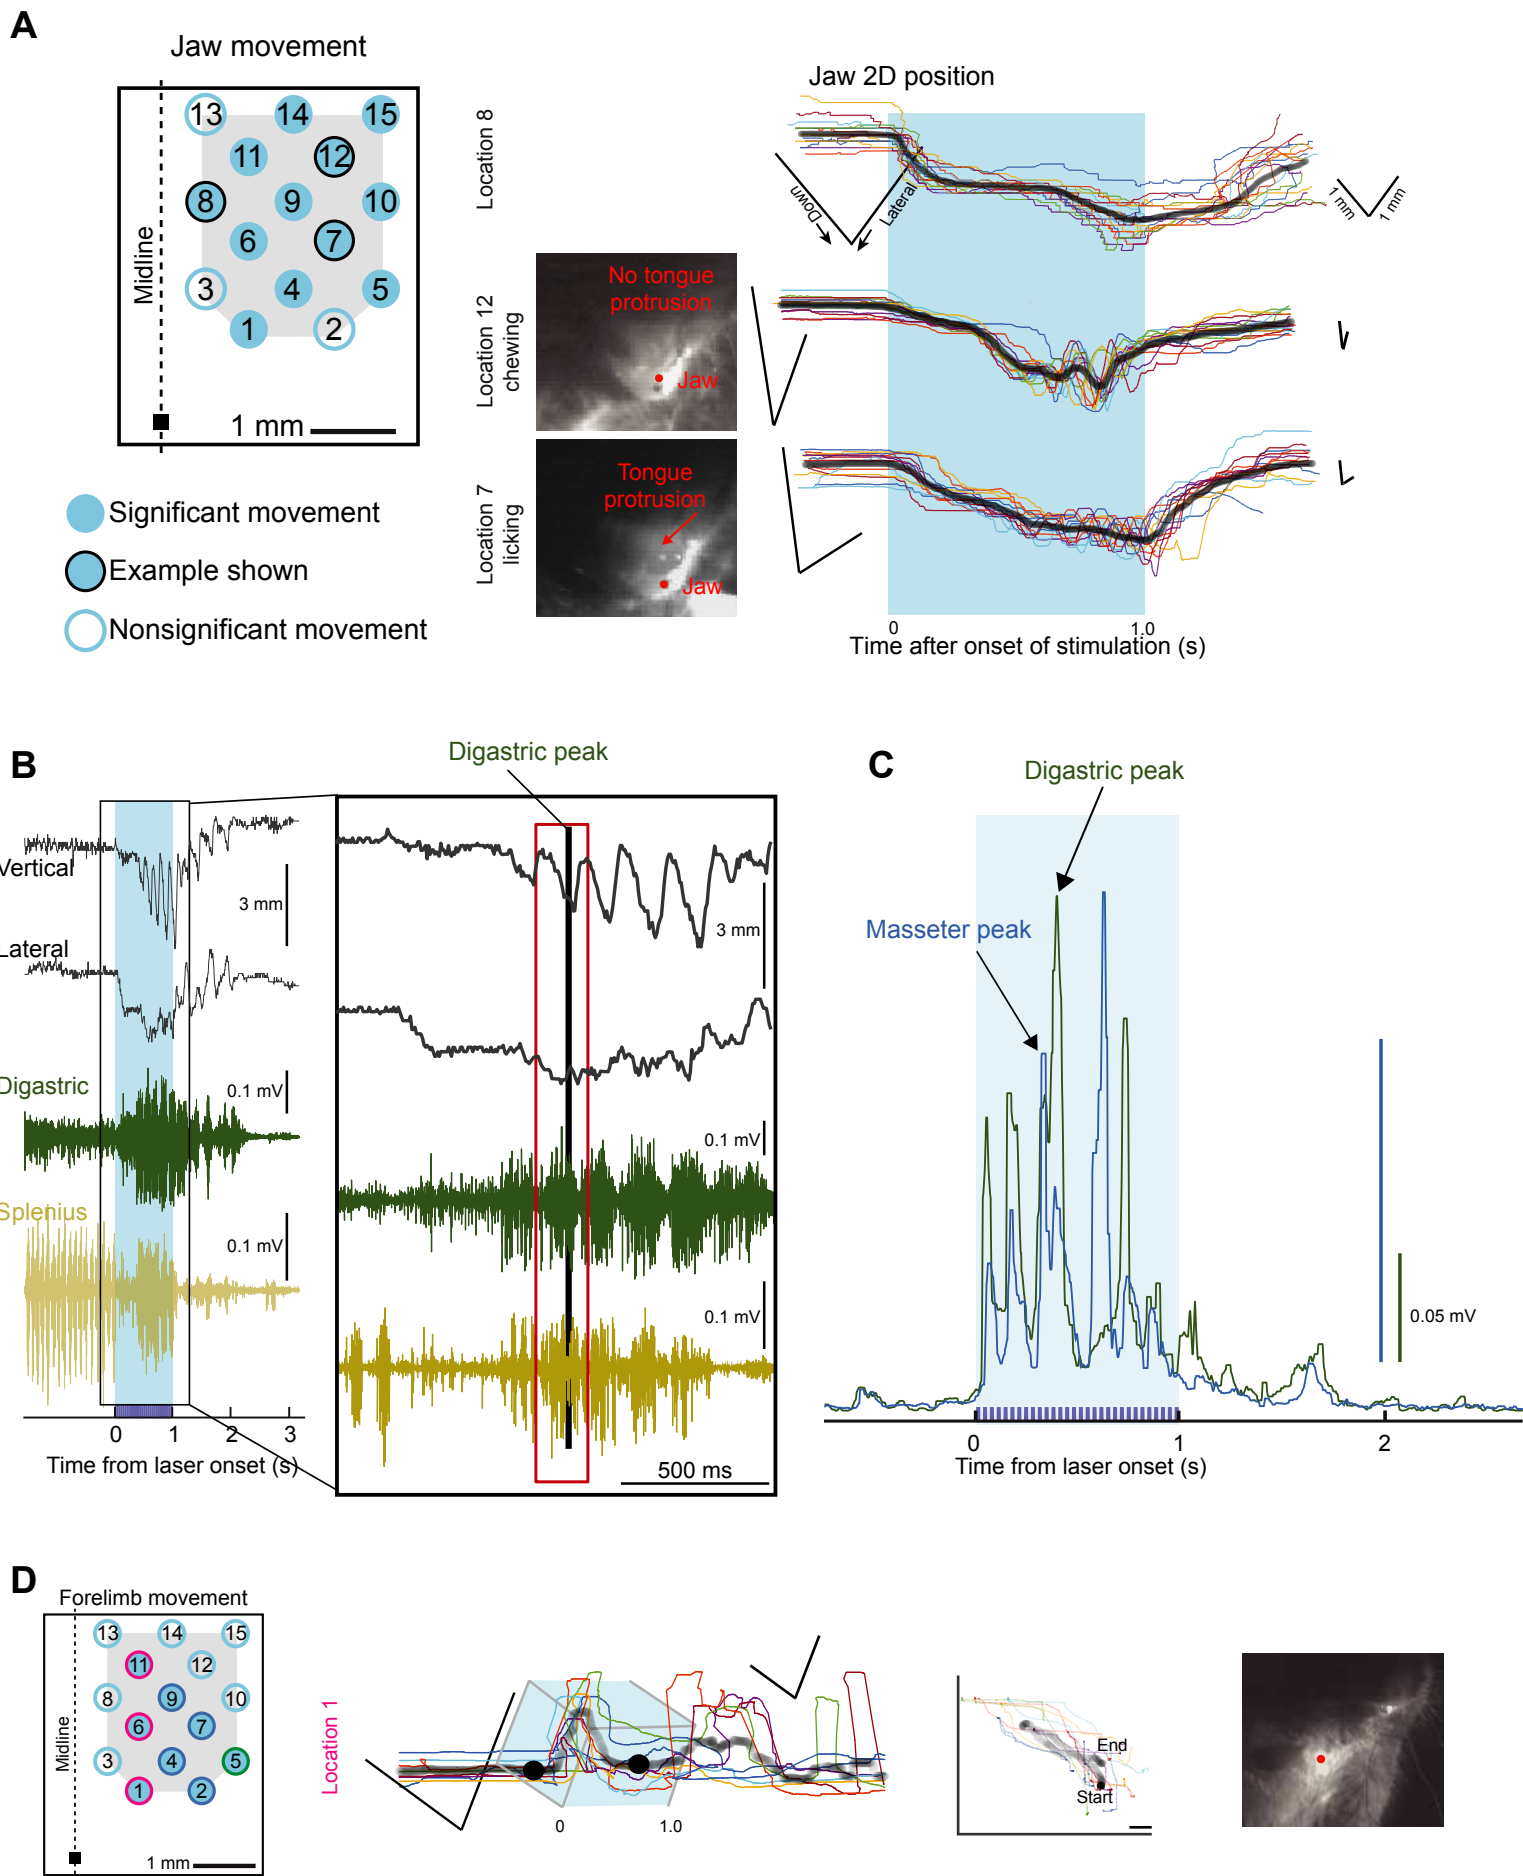 A
Jaw movement
Midline
13
14
15
11
12
8
9
10
6
7
3
4
5
1
2
1 mm
Significant movement
Example shown
Nonsignificant movement
Jaw 2D position
Location 8
Down
Lateral
1 mm
1 mm
Location 12
chewing
No tongue
protrusion
Jaw
Location 7
licking
Tongue
protrusion
Jaw
0
1.0
Time after onset of stimulation (s)
B
Digastric peak
Vertical
3 mm
Lateral
Digastric
0.1 mV
Splenius
0.1 mV
0
1
2
3
Time from laser onset (s)
3 mm
0.1 mV
0.1 mV
500 ms
C
Digastric peak
Masseter peak
0.05 mV
0
1
2
Time from laser onset (s)
D
Forelimb movement
Midline
13
14
15
11
12
8
9
10
6
7
3
4
5
1
2
1 mm
Location 1
0
1.0
End
Start